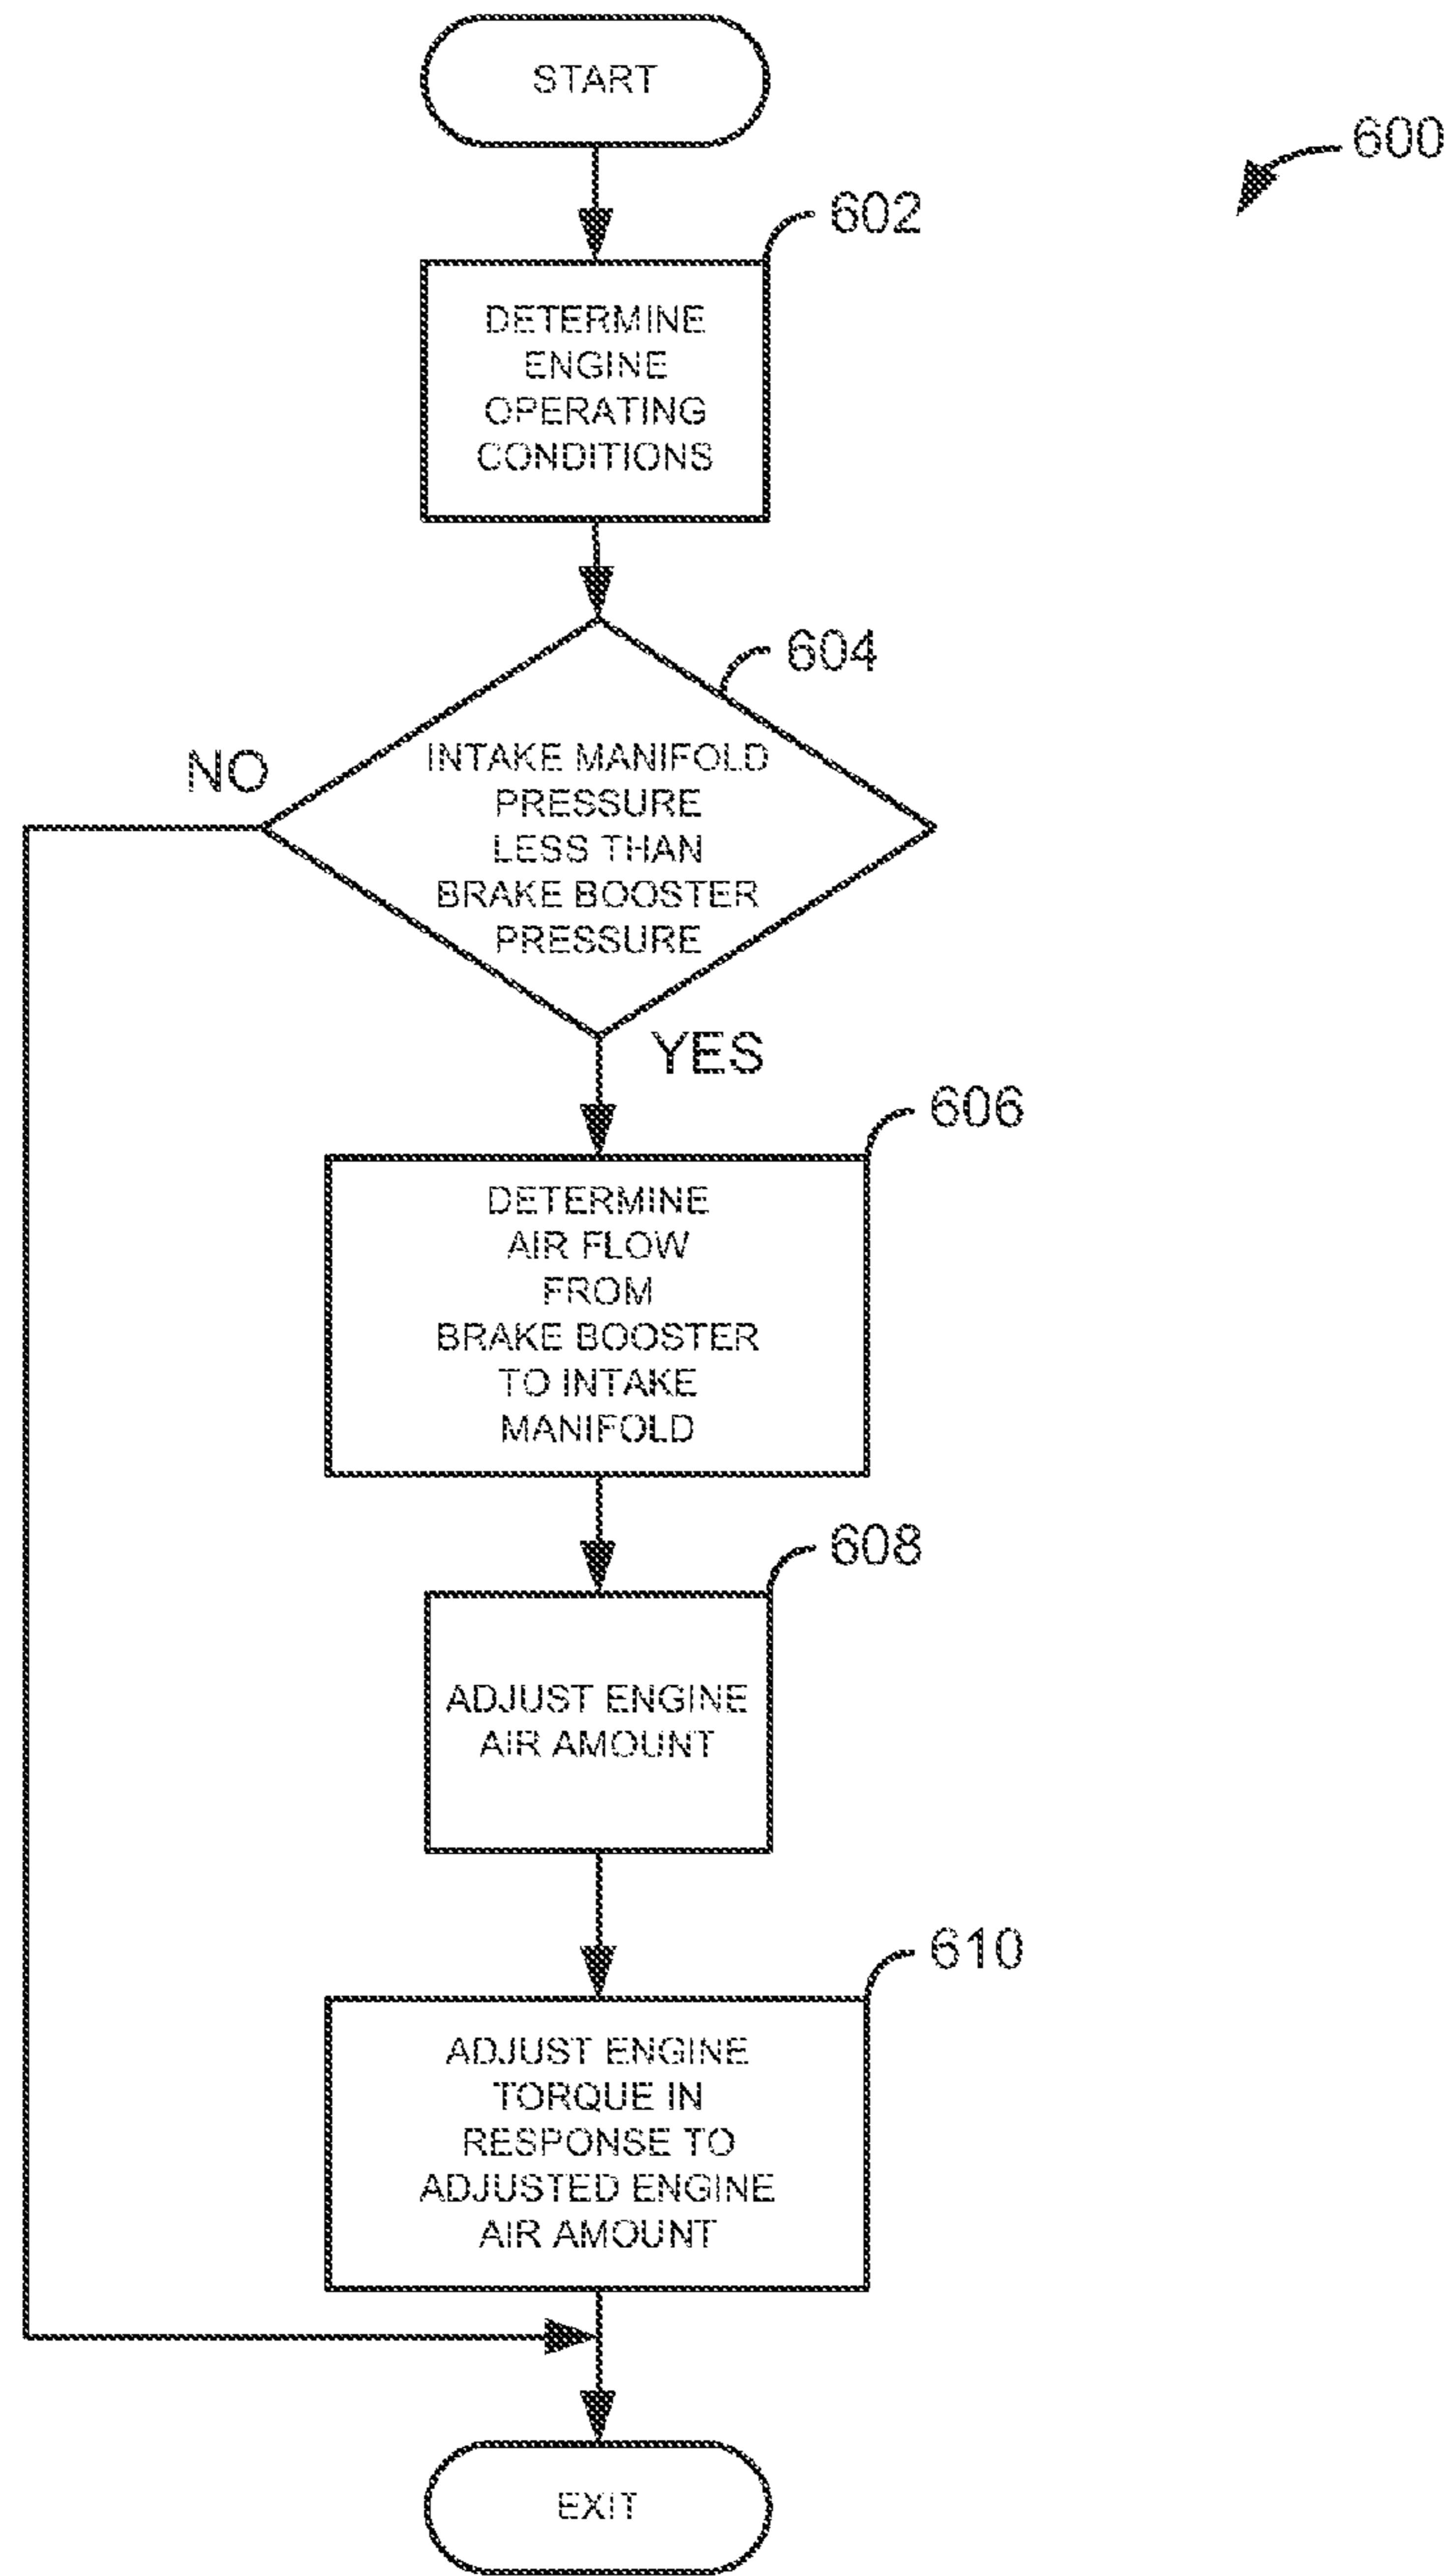 START
600
602
DETERMINE
ENGINE
OPERATING
CONDITIONS
604
NO
INTAKE MANIFOLD
PRESSURE
LESS THAN
BRAKE BOOSTER
PRESSURE
YES
606
DETERMINE
AIR FLOW
FROM
BRAKE BOOSTER
TO INTAKE
MANIFOLD
608
ADJUST ENGINE
AIR AMOUNT
610
ADJUST ENGINE
TORQUE IN
RESPONSE TO
ADJUSTED ENGINE
AIR AMOUNT
EXIT